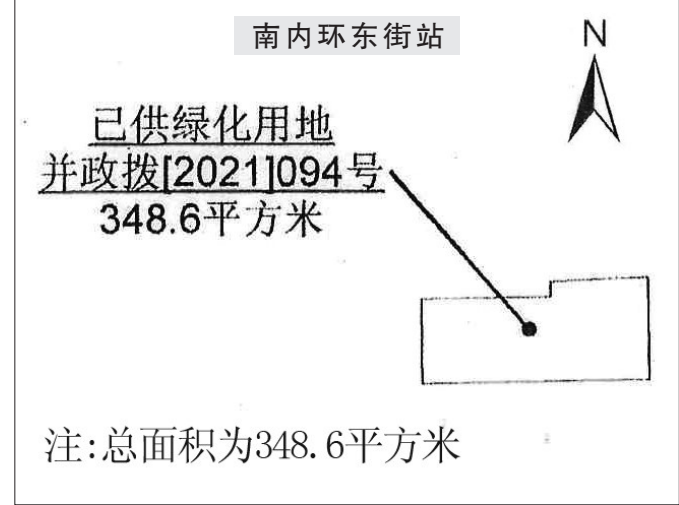 南内环东街站
N
已供绿化用地
并政拨[2021]094号
348.6平方米
注:总面积为348.6平方米